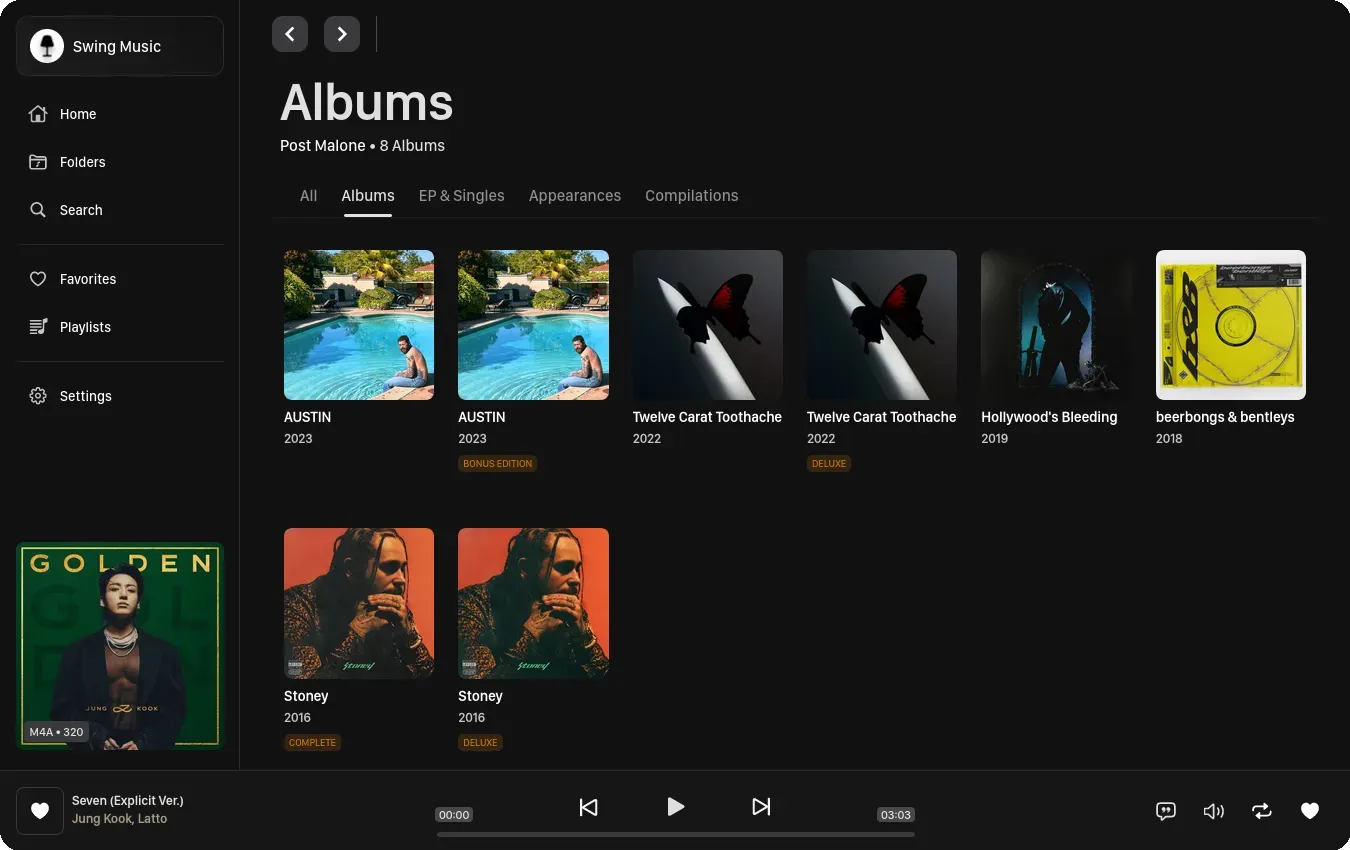 Swing Music
Home
Folders
Search
Favorites
Playlists
Settings
GOLDEN
JUNG KOOK
M4A • 320
Albums
Post Malone • 8 Albums
All Albums EP & Singles Appearances Compilations
AUSTIN
2023
AUSTIN
2023
BONUS EDITION
Twelve Carat Toothache
2022
Twelve Carat Toothache
2022
DELUXE
Hollywood's Bleeding
2019
beerbongs & bentleys
2018
Stoney
Stoney
2016
COMPLETE
Stoney
Stoney
2016
DELUXE
Seven (Explicit Ver.)
Jung Kook, Latto
00:00
03:03